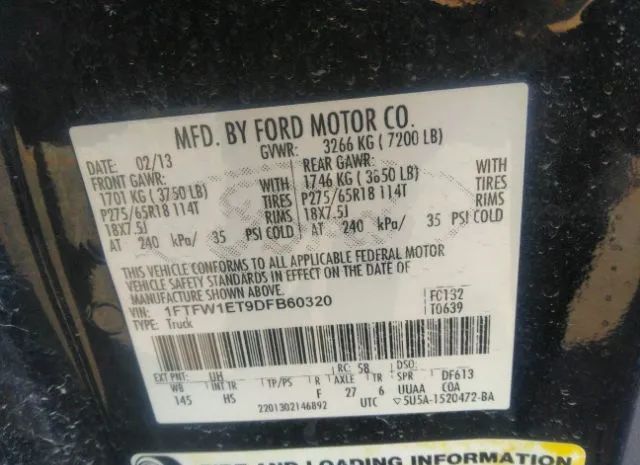 MFD. BY FORD MOTOR CO.
DATE: 02/13 GVWR: 3266 KG ( 7200 LB)
FRONT GAWR: REAR GAWR:
1701 KG ( 3750 LB) WITH 1746 KG ( 3850 LB) WITH
P275/65R18 114T TIRES P275/65R18 114T TIRES
18X7.5J RIMS 18X7.5J RIMS
AT 240 kPa/ 35 PSI COLD AT 240 kPa/ 35 PSI COLD
THIS VEHICLE CONFORMS TO ALL APPLICABLE FEDERAL MOTOR
VEHICLE SAFETY STANDARDS IN EFFECT ON THE DATE OF
MANUFACTURE SHOWN ABOVE.
VIN: 1FTFW1ET9DFB60320 FC132
TYPE: Truck T0639
EXT PNT: UH RC: 58 DSO:
WB INT TR TP/PS R AXLE TR SPR DF613
145 HS F 27 6 UUAA COA
2201302146892 UTC ▽5U5A-1520472-BA
TIRE AND LOADING INFORMATION